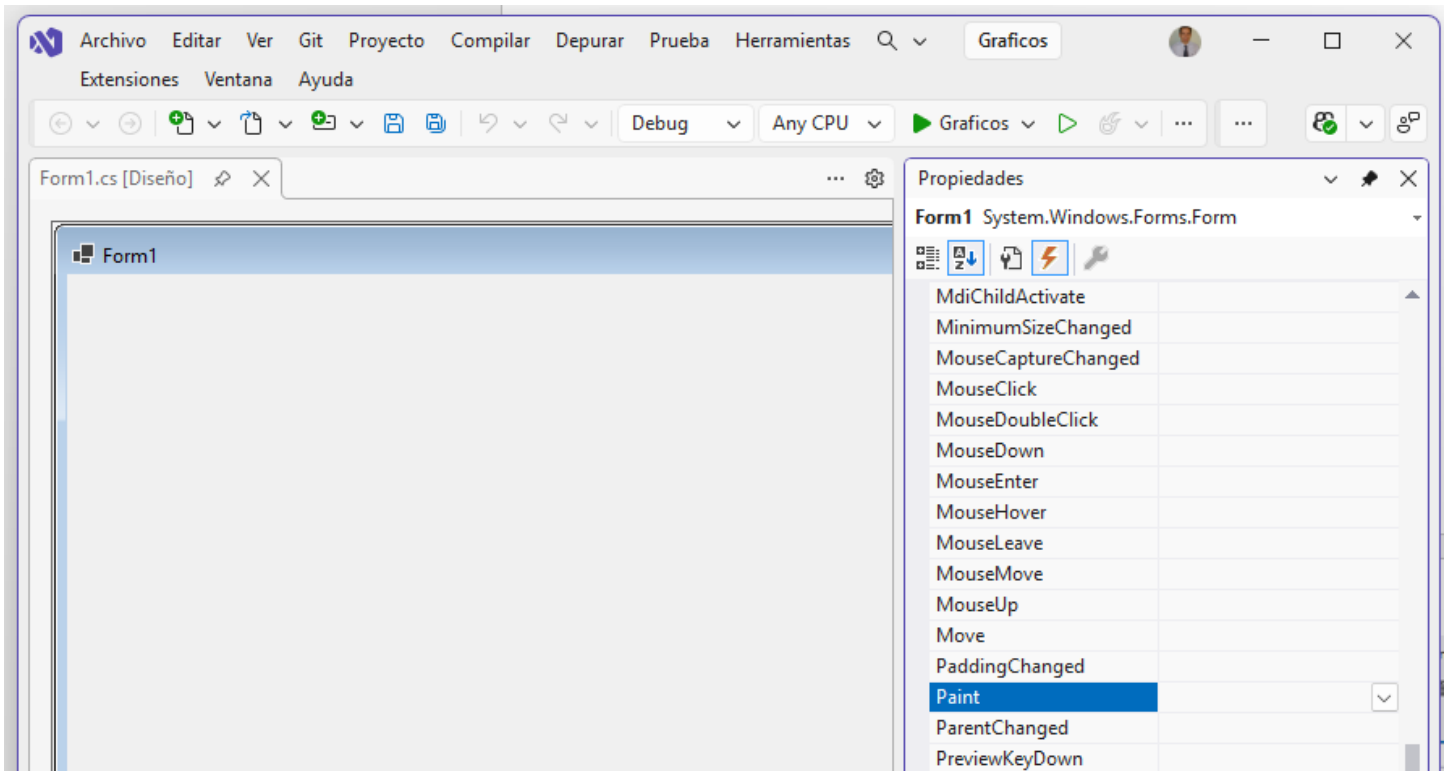 Archivo Editar Ver Git Proyecto Compilar Depurar Prueba Herramientas Graficos
Extensiones Ventana Ayuda
Debug Any CPU Graficos
Form1.cs [Diseño]
Form1
Propiedades
Form1 System.Windows.Forms.Form
MdiChildActivate
MinimumSizeChanged
MouseCaptureChanged
MouseClick
MouseDoubleClick
MouseDown
MouseEnter
MouseHover
MouseLeave
MouseMove
MouseUp
Move
PaddingChanged
Paint
ParentChanged
PreviewKeyDown